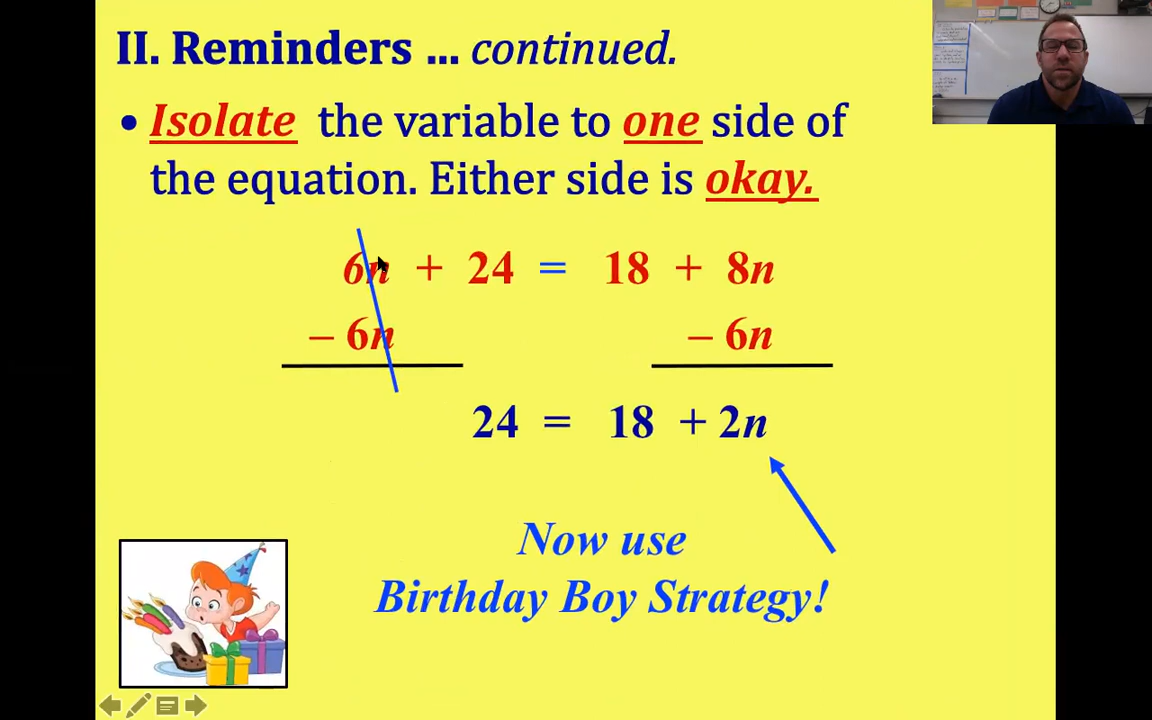 II. Reminders ... continued.
• Isolate the variable to one side of
the equation. Either side is okay.
6n + 24 = 18 + 8n
– 6n – 6n
24 = 18 + 2n
Now use
Birthday Boy Strategy!